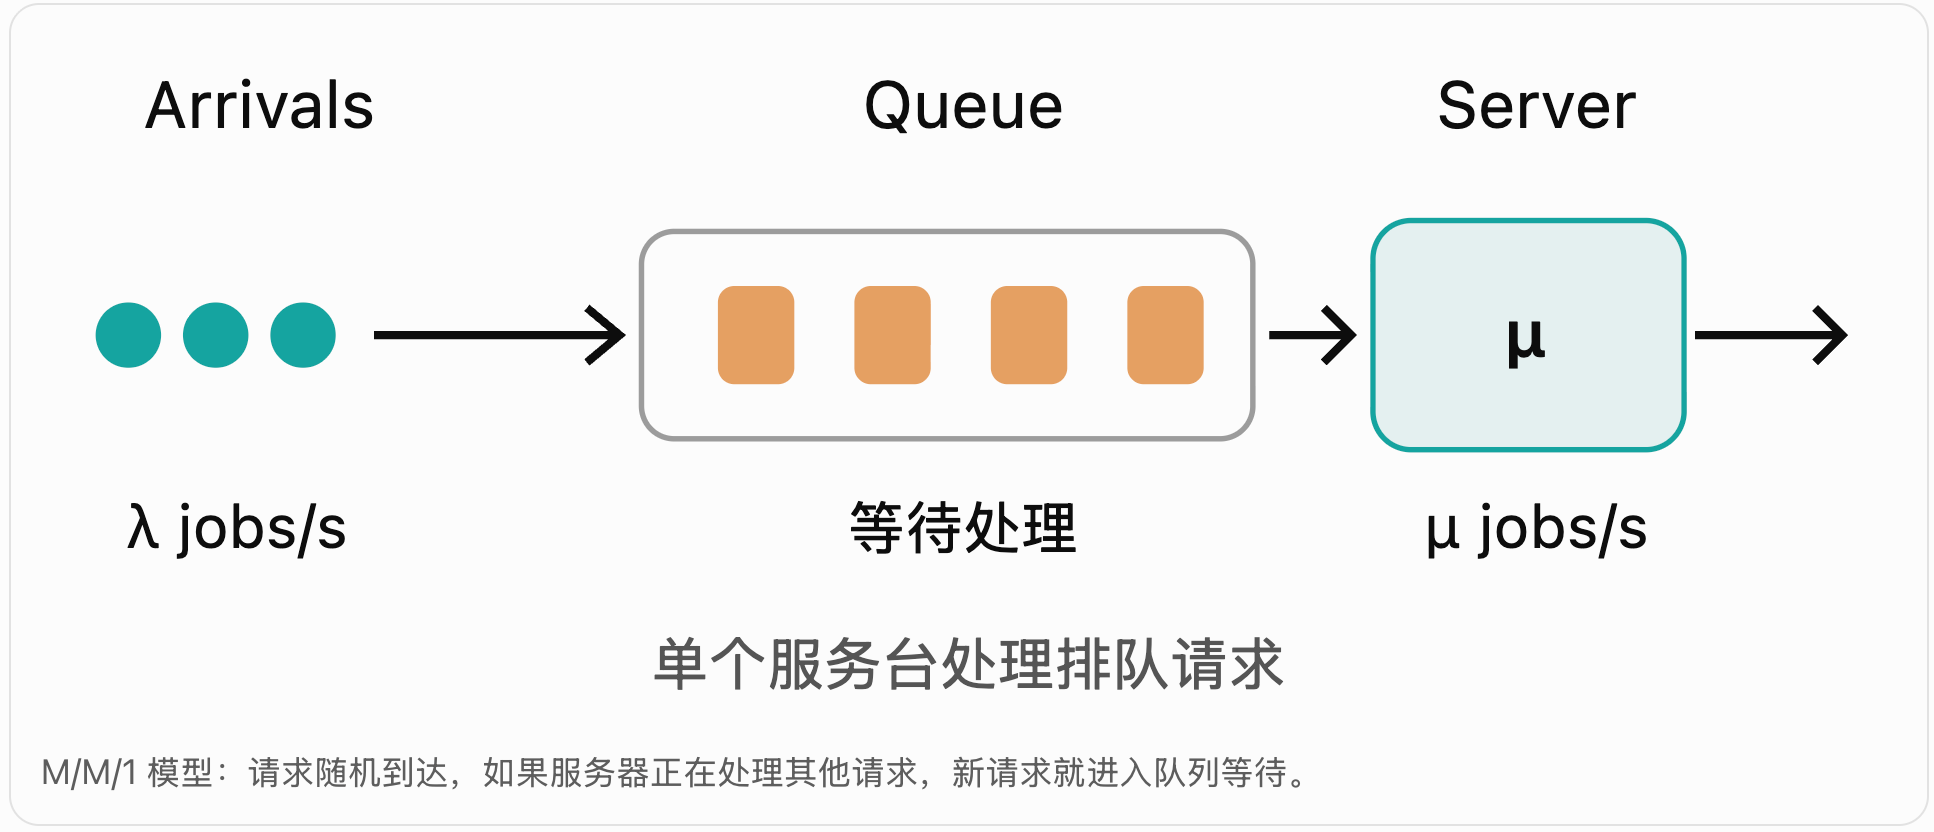 Arrivals
Queue
Server
μ
λ jobs/s
等待处理
μ jobs/s
单个服务台处理排队请求
M/M/1 模型：请求随机到达，如果服务器正在处理其他请求，新请求就进入队列等待。